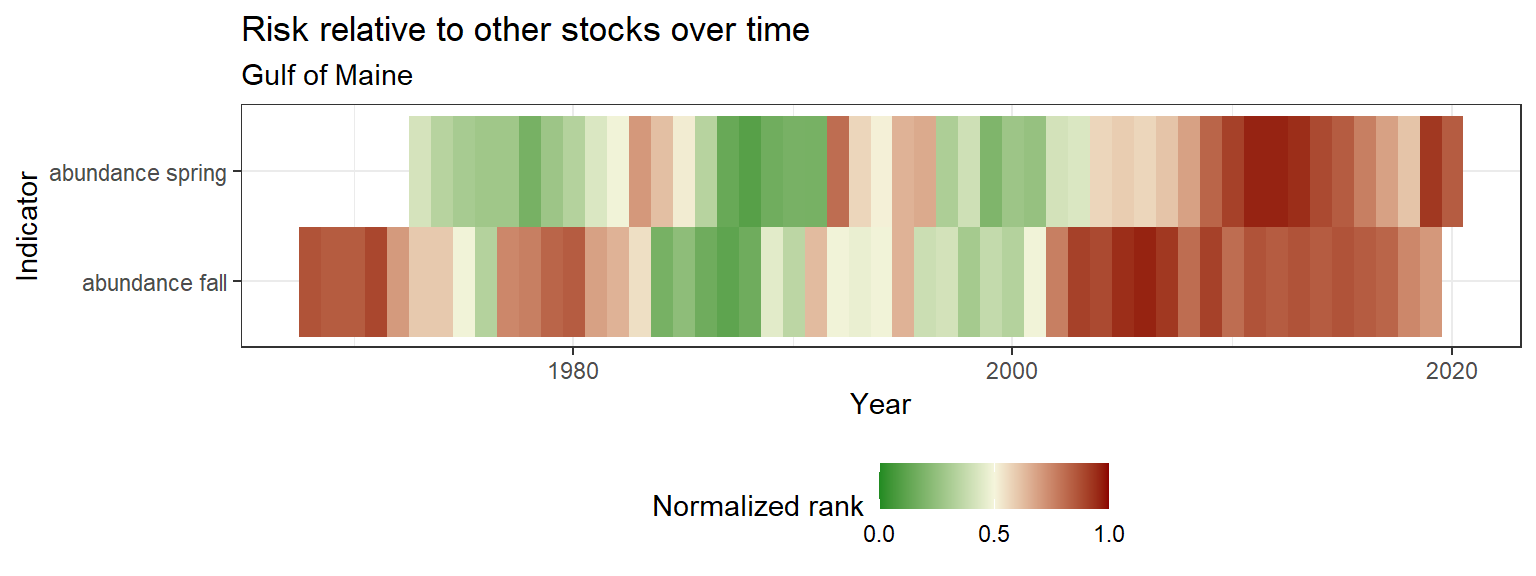 Risk relative to other stocks over time
Gulf of Maine
Indicator
abundance spring
abundance fall
1980 2000 2020
Year
Normalized rank
0.0 0.5 1.0